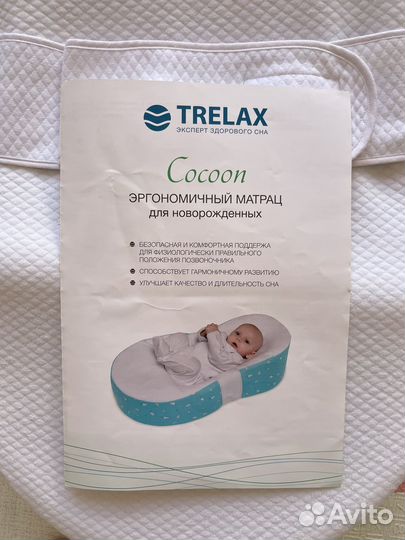 TRELAX
ЭКСПЕРТ ЗДОРОВОГО СНА
Cocoon
ЭРГОНОМИЧНЫЙ МАТРАЦ
для новорожденных
БЕЗОПАСНАЯ И КОМФОРТНАЯ ПОДДЕРЖКА
ДЛЯ ФИЗИОЛОГИЧЕСКИ ПРАВИЛЬНОГО
ПОЛОЖЕНИЯ ПОЗВОНОЧНИКА
СПОСОБСТВУЕТ ГАРМОНИЧНОМУ РАЗВИТИЮ
УЛУЧШАЕТ КАЧЕСТВО И ДЛИТЕЛЬНОСТЬ СНА
Avito